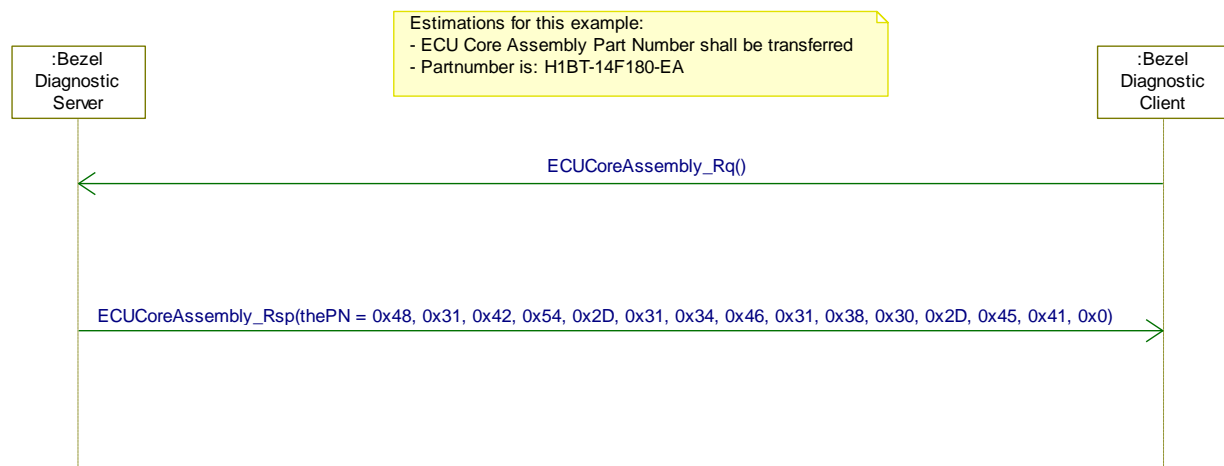 Estimations for this example:
- ECU Core Assembly Part Number shall be transferred
- Partnumber is: H1BT-14F180-EA
:Bezel
Diagnostic
Server
:Bezel
Diagnostic
Client
ECUCoreAssembly_Rq()
ECUCoreAssembly_Rsp(thePN = 0x48, 0x31, 0x42, 0x54, 0x2D, 0x31, 0x34, 0x46, 0x31, 0x38, 0x30, 0x2D, 0x45, 0x41, 0x0)